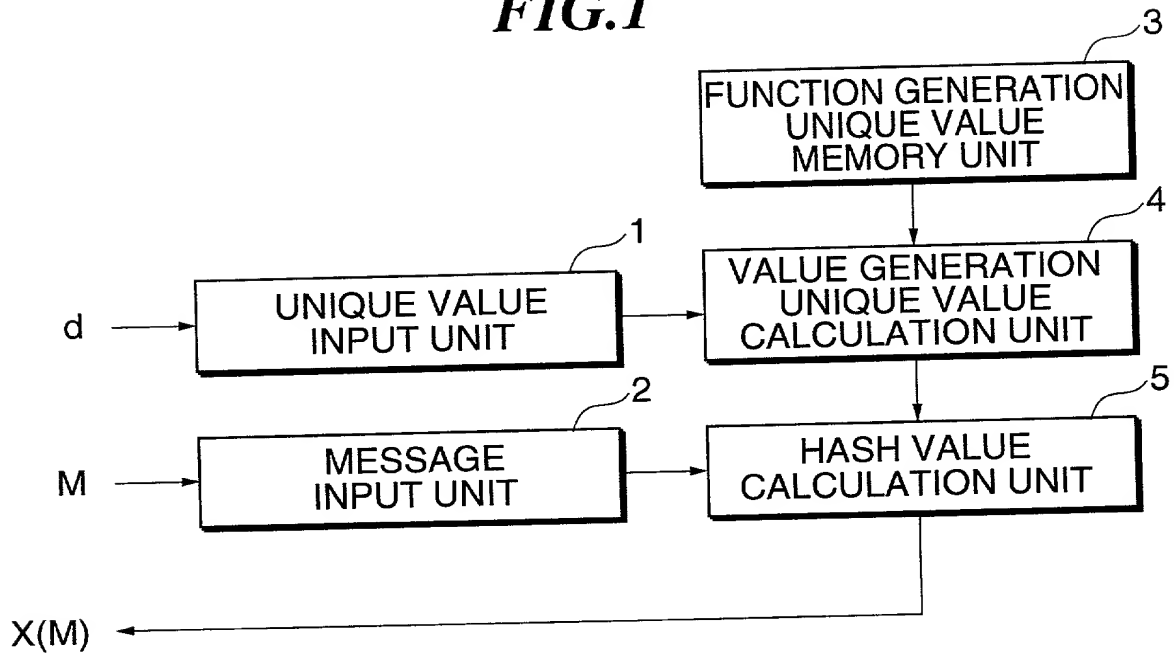 FIG.1
3
FUNCTION GENERATION
UNIQUE VALUE
MEMORY UNIT
4
VALUE GENERATION
UNIQUE VALUE
CALCULATION UNIT
1
UNIQUE VALUE
INPUT UNIT
d
5
HASH VALUE
CALCULATION UNIT
2
MESSAGE
INPUT UNIT
M
X(M)